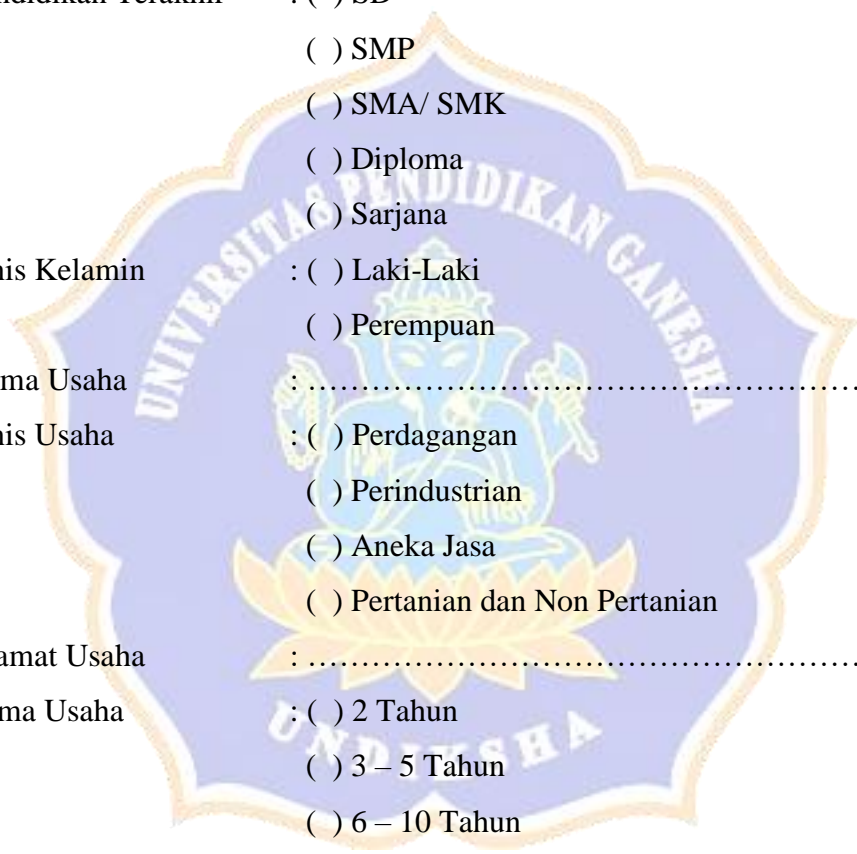 ndidikan Terakhir : ( ) SD
( ) SMP
( ) SMA/ SMK
( ) Diploma
( ) Sarjana
nis Kelamin : ( ) Laki-Laki
( ) Perempuan
ma Usaha : ……………………………………………
nis Usaha : ( ) Perdagangan
( ) Perindustrian
( ) Aneka Jasa
( ) Pertanian dan Non Pertanian
amat Usaha : ……………………………………………
ma Usaha : ( ) 2 Tahun
( ) 3 – 5 Tahun
( ) 6 – 10 Tahun
UNIVERSITAS PENDIDIKAN GANESHA
UNDIKSHA